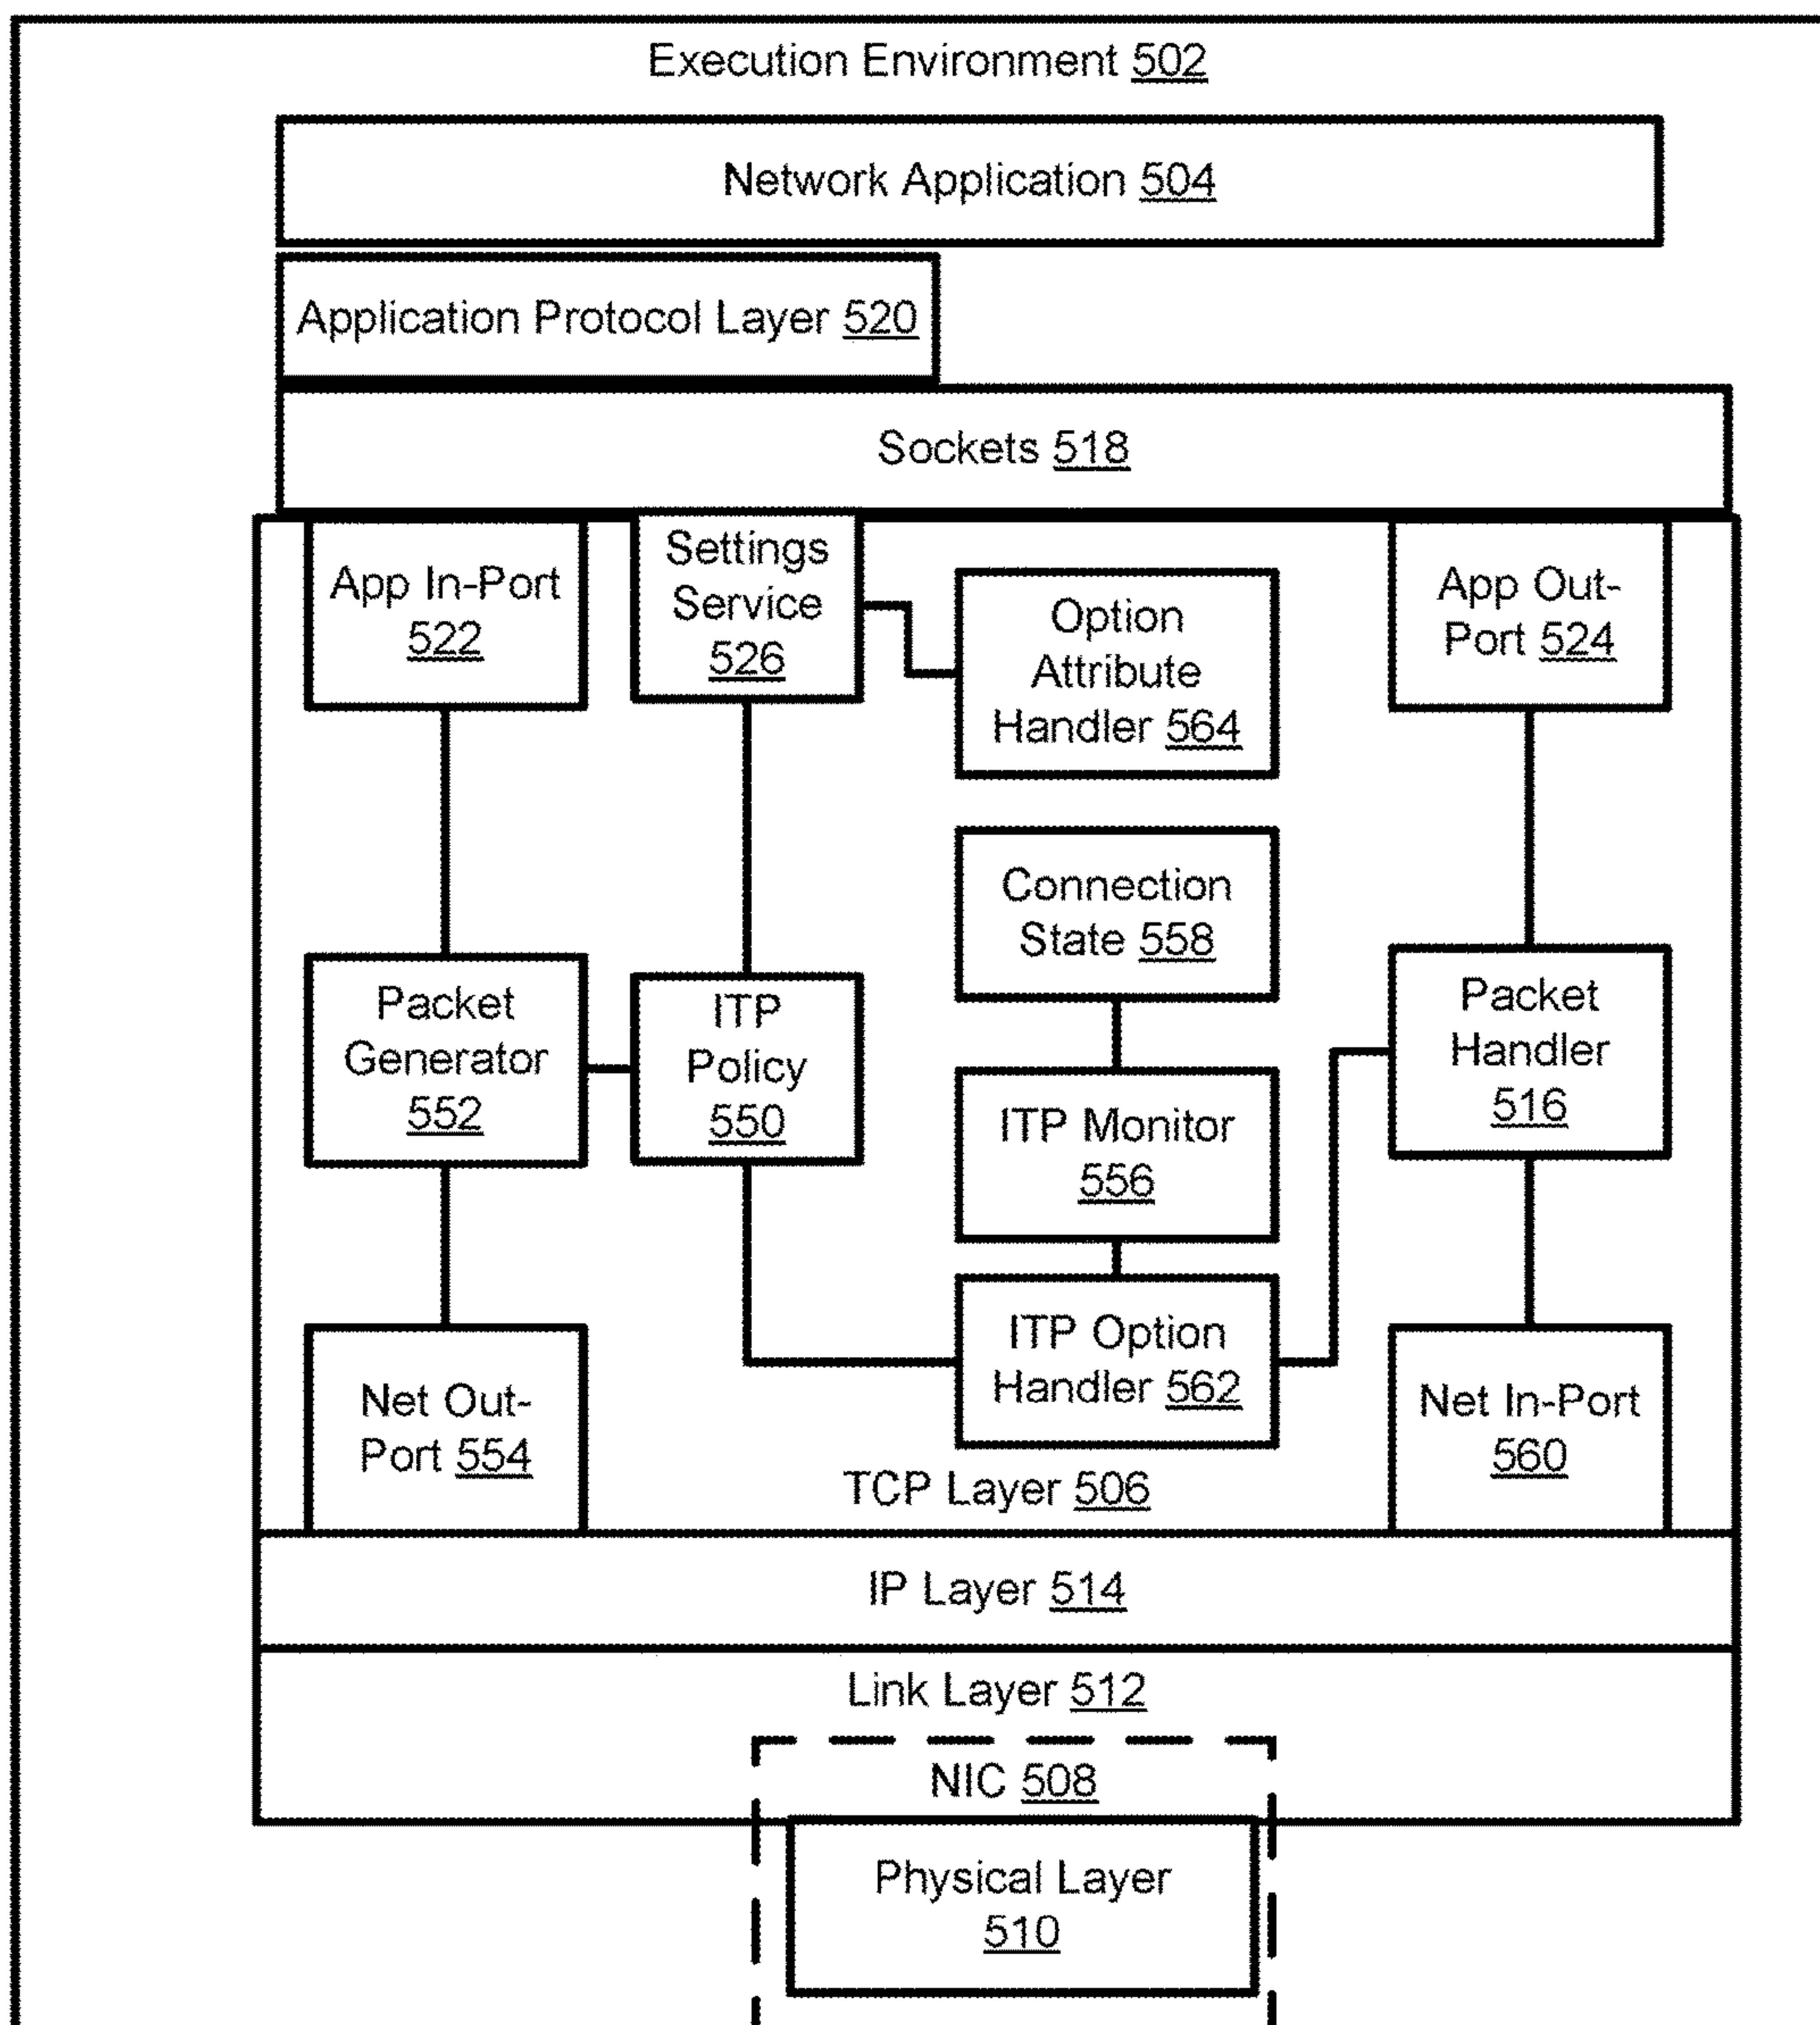 Execution Environment 502
Network Application 504
Application Protocol Layer 520
Sockets 518
App In-Port
522
Settings
Service
526
Option
Attribute
Handler 564
App Out-
Port 524
Connection
State 558
Packet
Generator
552
ITP
Policy
550
ITP Monitor
556
Packet
Handler
516
ITP Option
Handler 562
Net Out-
Port 554
Net In-Port
560
TCP Layer 506
IP Layer 514
Link Layer 512
NIC 508
Physical Layer
510